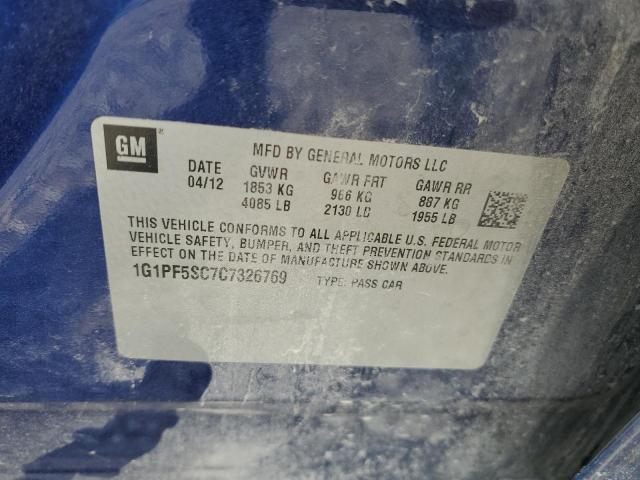 GM
MFD BY GENERAL MOTORS LLC
DATE GVWR GAWR FRT GAWR RR
04/12 1853 KG 966 KG 887 KG
4085 LB 2130 LB 1955 LB
THIS VEHICLE CONFORMS TO ALL APPLICABLE U.S. FEDERAL MOTOR
VEHICLE SAFETY, BUMPER, AND THEFT PREVENTION STANDARDS IN
EFFECT ON THE DATE OF MANUFACTURE SHOWN ABOVE.
1G1PF5SC7C7326769 TYPE: PASS CAR